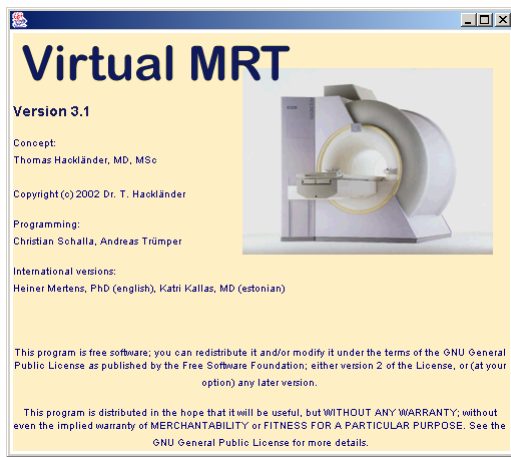 Virtual MRT
Version 3.1
Concept:
Thomas Hackländer, MD, MSc
Copyright (c) 2002 Dr. T. Hackländer
Programming:
Christian Schalla, Andreas Trümper
International versions:
Heiner Mertens, PhD (english), Katri Kallas, MD (estonian)
This program is free software; you can redistribute it and/or modify it under the terms of the GNU General
Public License as published by the Free Software Foundation; either version 2 of the License, or (at your
option) any later version.
This program is distributed in the hope that it will be useful, but WITHOUT ANY WARRANTY; without
even the implied warranty of MERCHANTABILITY or FITNESS FOR A PARTICULAR PURPOSE. See the
GNU General Public License for more details.